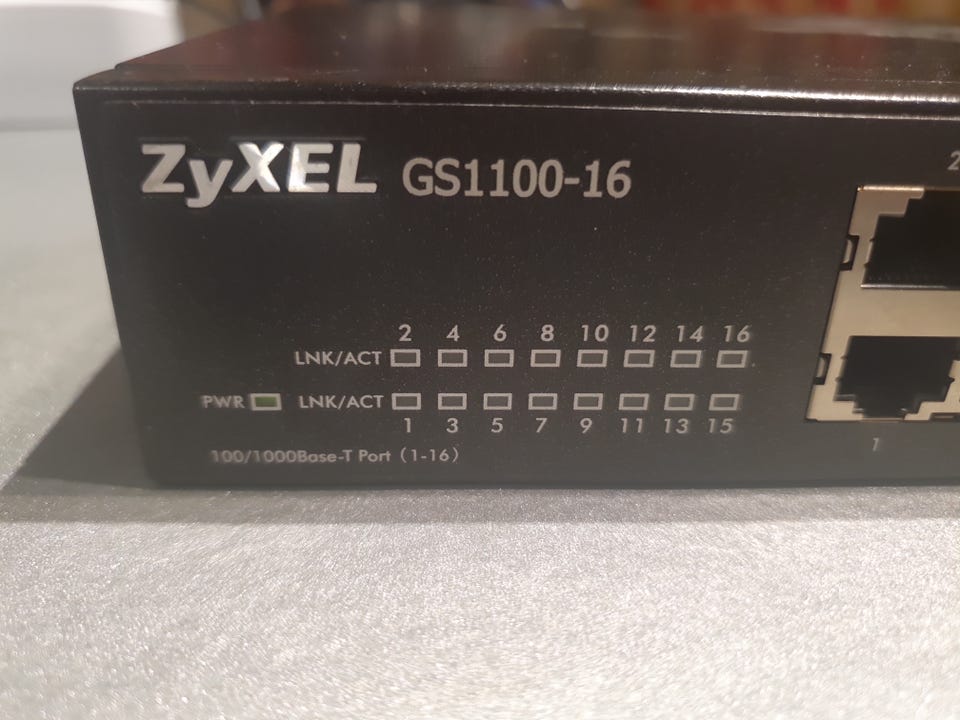 ZyXEL GS1100-16
2
2 4 6 8 10 12 14 16
LNK/ACT
PWR LNK/ACT
1 3 5 7 9 11 13 15
1
100/1000Base-T Port (1-16)